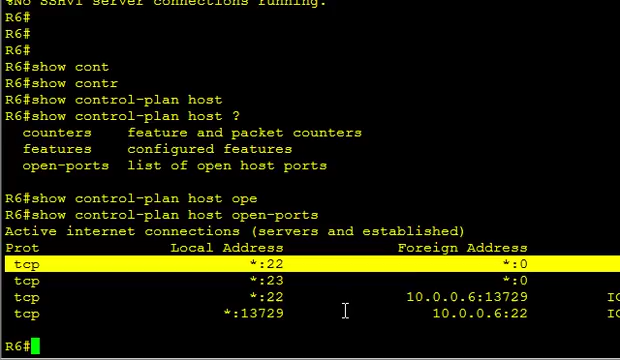 %No SSHv1 server connections running.
R6#
R6#
R6#
R6#show cont
R6#show contr
R6#show control-plan host
R6#show control-plan host ?
counters feature and packet counters
features configured features
open-ports list of open host ports
R6#show control-plan host ope
R6#show control-plan host open-ports
Active internet connections (servers and established)
Prot Local Address Foreign Address
tcp *:22 *:0
tcp *:23 *:0
tcp *:22 10.0.0.6:13729
tcp *:13729 10.0.0.6:22
R6#